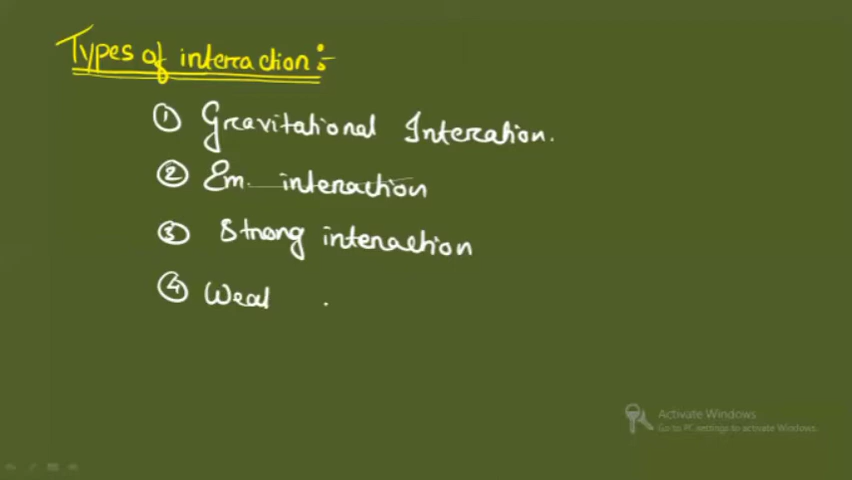 Types of interaction :-
① Gravitational Interation.
② Em. interaction
③ Strong interaction
④ Weal
Activate Windows
Go to PC settings to activate Windows.